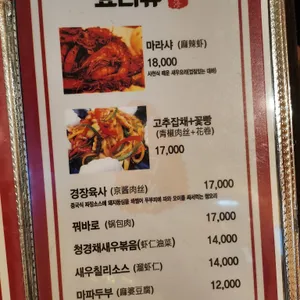 요리류
마라샤 (麻辣虾)
18,000
고추잡채+꽃빵
(青椒肉丝+花卷)
17,000
경장육사 (京酱肉丝) 17,000
꿔바로 (锅包肉) 17,000
청경채새우볶음(虾仁油菜) 14,000
새우칠리소스 (溜虾仁) 14,000
마파두부 (麻婆豆腐) 12,000